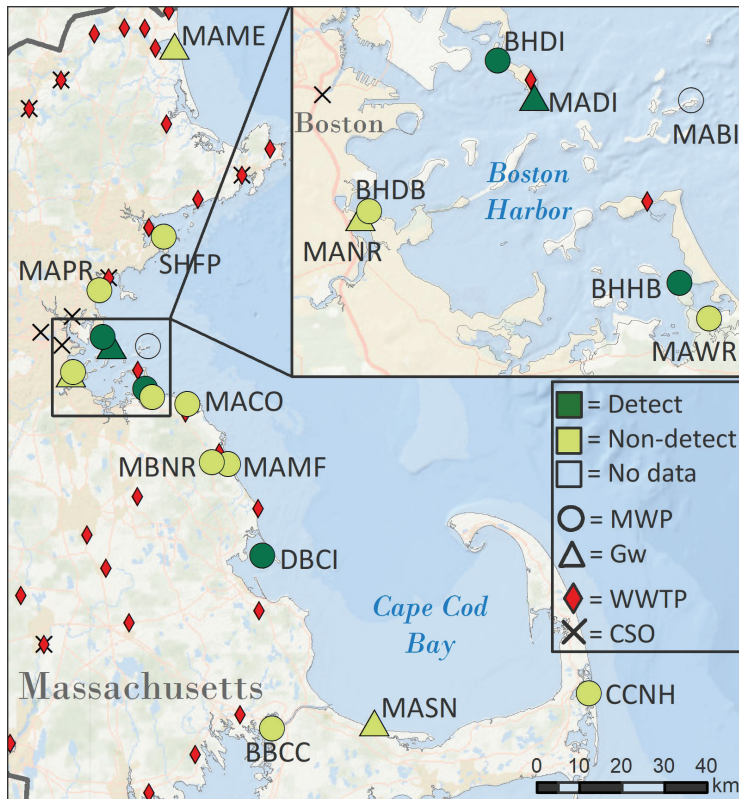 MAME
BHDI
MADI
MABI
Boston
Boston
Harbor
BHDB
MANR
SHFP
MAPR
BHHB
MAWR
MACO
MBNR
MAMF
DBCI
= Detect
= Non-detect
= No data
= MWP
= Gw
= WWTP
= CSO
Cape Cod
Bay
Massachusetts
MASN
CCNH
BBCC
0 10 20 30 40
km